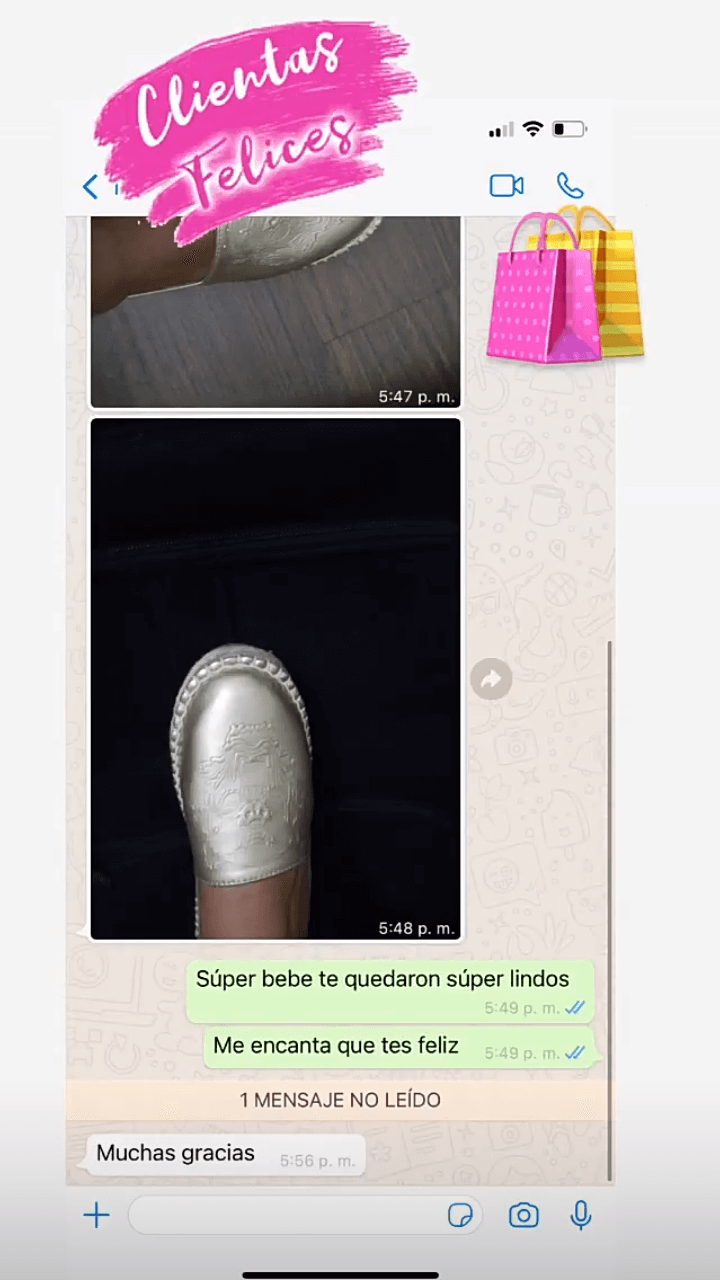 Clientas
Felices
5:47 p. m.
5:48 p. m.
Súper bebe te quedaron súper lindos
5:49 p. m.
Me encanta que tes feliz
5:49 p. m.
1 MENSAJE NO LEÍDO
Muchas gracias
5:56 p. m.